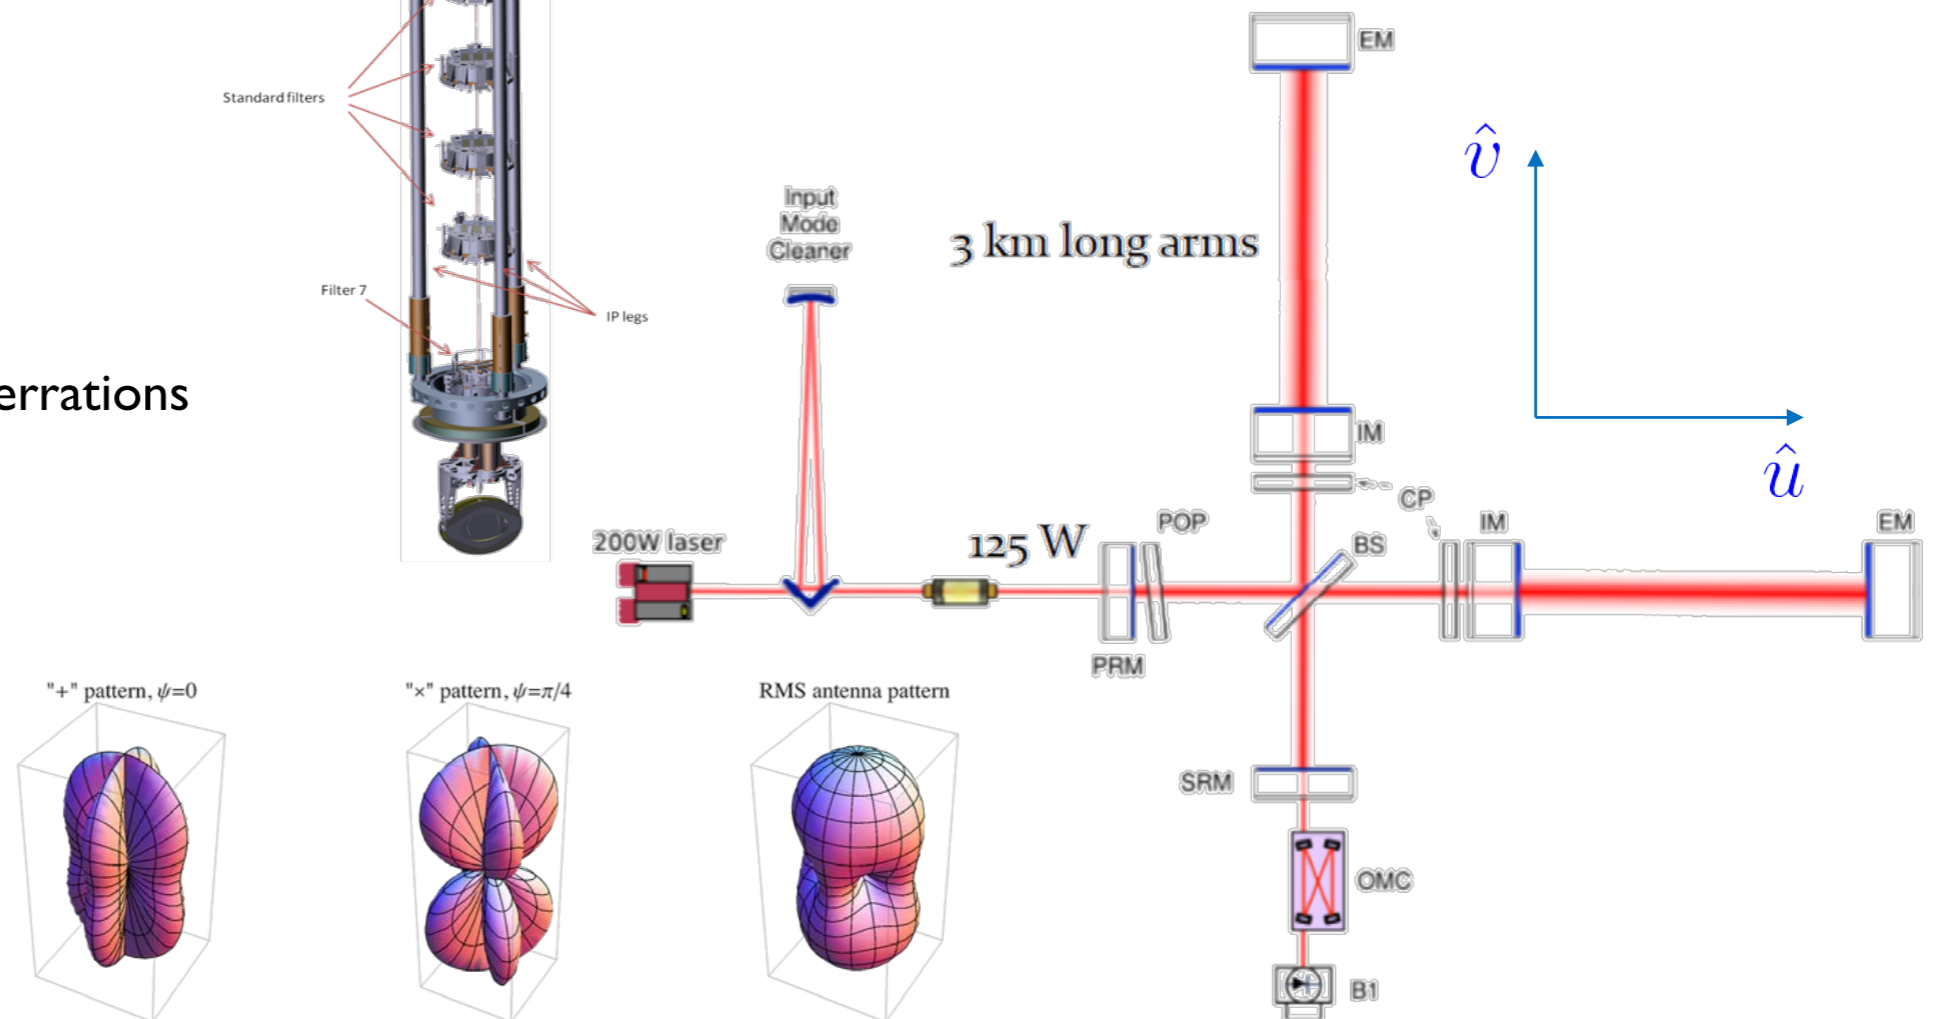 Standard filters
Filter 7
IP legs
errations
Input
Mode
Cleaner
3 km long arms
EM
v̂
û
IM
CP
IM
EM
200W laser
125 W
POP
BS
PRM
SRM
OMC
B1
"+" pattern, ψ=0
"×" pattern, ψ=π/4
RMS antenna pattern